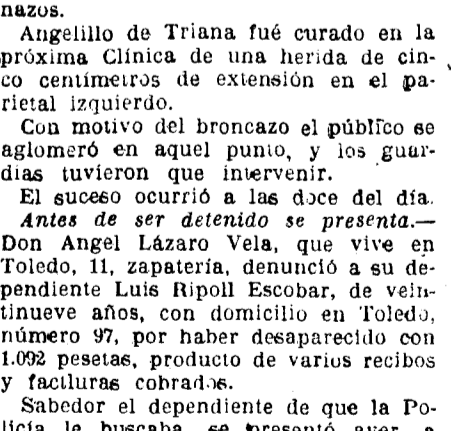 nazos.
Angelillo de Triana fué curado en la
próxima Clínica de una herida de cin-
co centímetros de extensión en el pa-
rietal izquierdo.
Con motivo del broncazo el público se
aglomeró en aquel punto, y los guar-
dias tuvieron que intervenir.
El suceso ocurrió a las doce del día.
Antes de ser detenido se presenta.—
Don Angel Lázaro Vela, que vive en
Toledo, 11, zapatería, denunció a su de-
pendiente Luis Ripoll Escobar, de vein-
tinueve años, con domicilio en Toledo,
número 97, por haber desaparecido con
1.092 pesetas, producto de varios recibos
y factluras cobrados.
Sabedor el dependiente de que la Po-
licía le buscaba, se presentó ayer, a